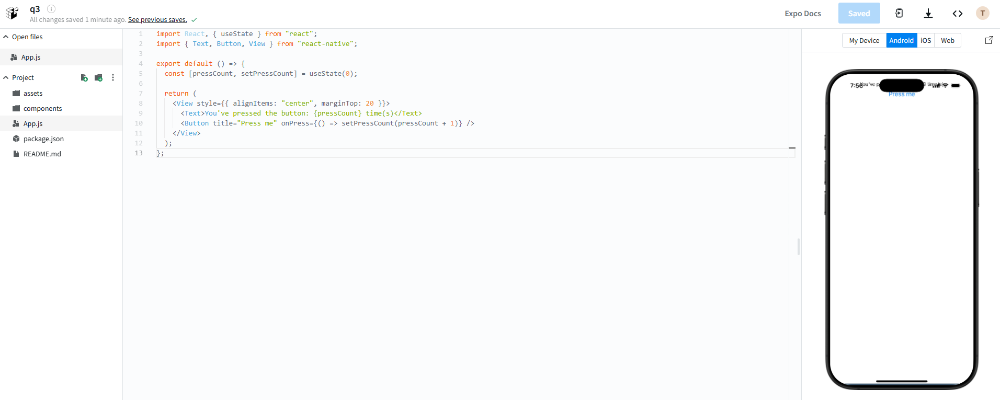 q3
All changes saved 1 minute ago. See previous saves.
Expo Docs
Saved
T
Open files
App.js
Project
assets
components
App.js
package.json
README.md
1 import React, { useState } from "react";
2 import { Text, Button, View } from "react-native";
3
4 export default () => {
5 const [pressCount, setPressCount] = useState(0);
6
7 return (
8 <View style={{ alignItems: "center", marginTop: 20 }}>
9 <Text>You've pressed the button: {pressCount} time(s)</Text>
10 <Button title="Press me" onPress={() => setPressCount(pressCount + 1)} />
11 </View>
12 );
13 };
My Device
Android
iOS
Web
7:56
You've
Press me